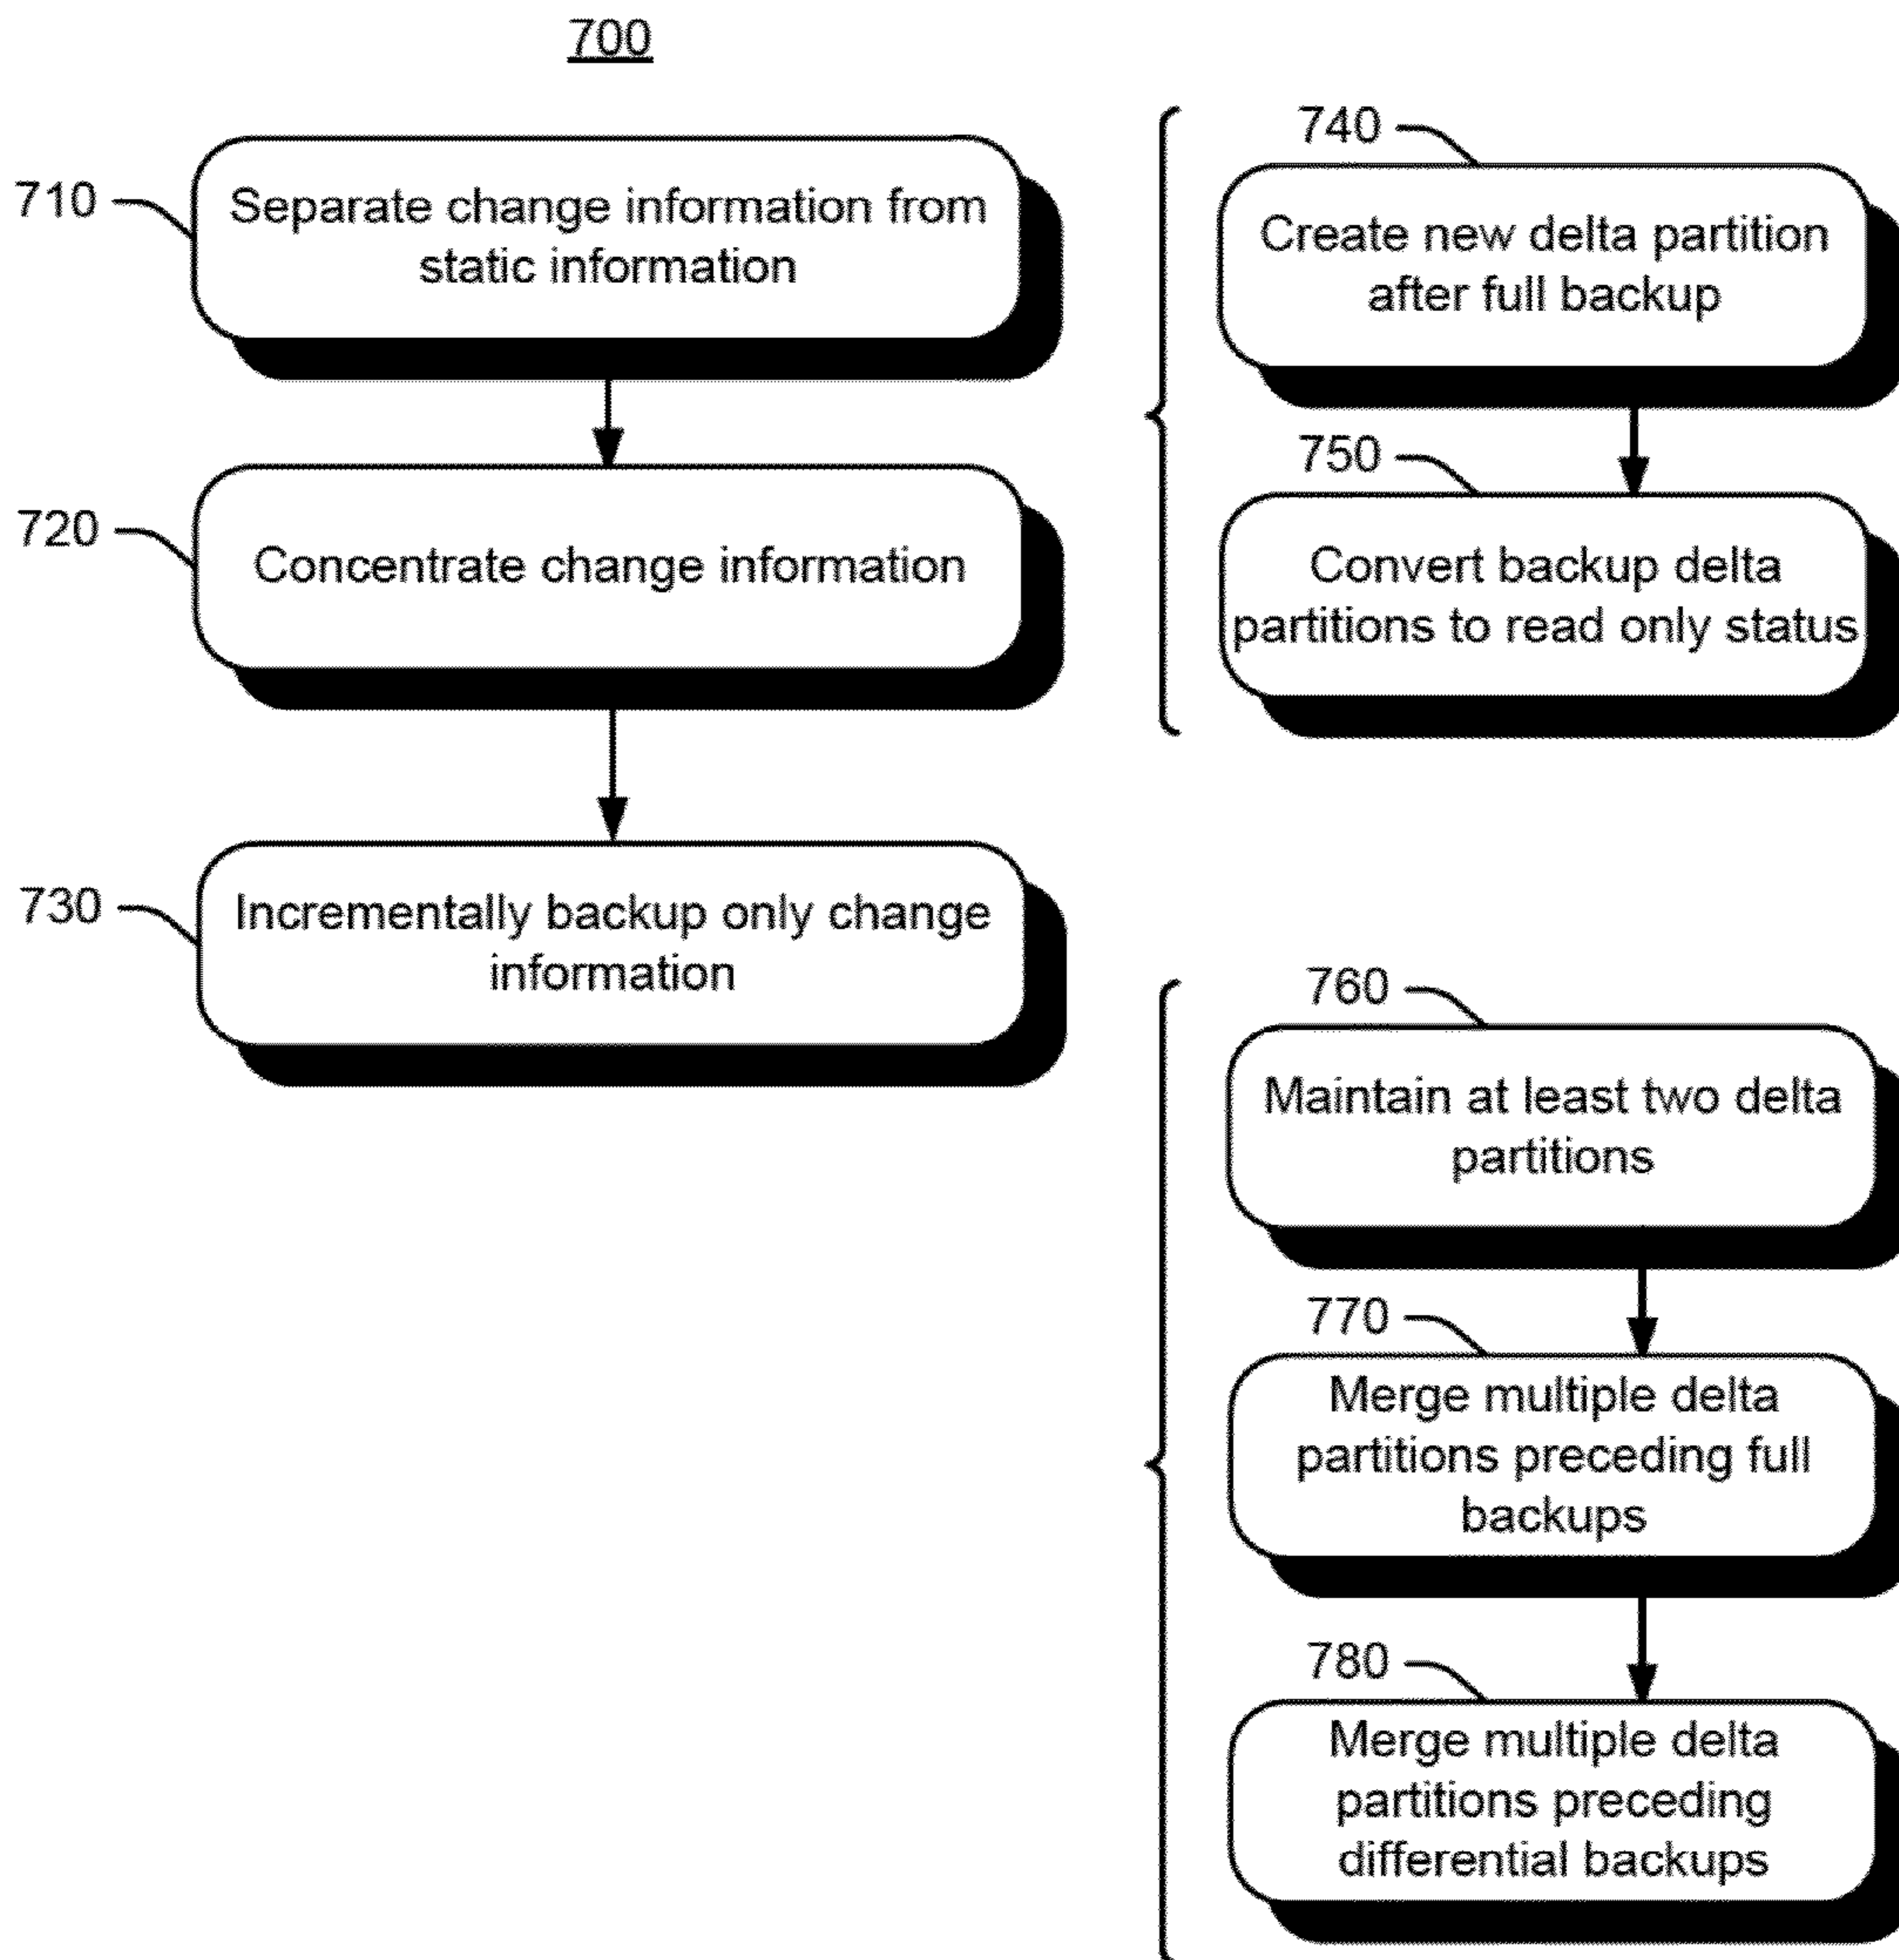 700
710
Separate change information from
static information
720
Concentrate change information
730
Incrementally backup only change
information
740
Create new delta partition
after full backup
750
Convert backup delta
partitions to read only status
760
Maintain at least two delta
partitions
770
Merge multiple delta
partitions preceding full
backups
780
Merge multiple delta
partitions preceding
differential backups